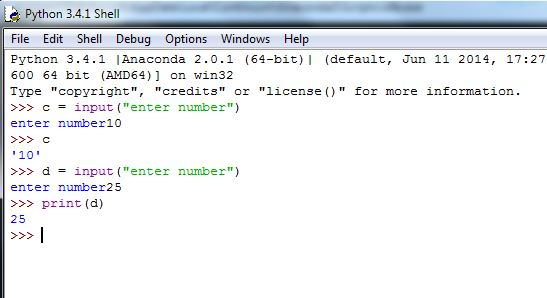 Python 3.4.1 Shell
File Edit Shell Debug Options Windows Help
Python 3.4.1 |Anaconda 2.0.1 (64-bit)| (default, Jun 11 2014, 17:27
600 64 bit (AMD64)] on win32
Type "copyright", "credits" or "license()" for more information.
>>> c = input("enter number")
enter number10
>>> c
'10'
>>> d = input("enter number")
enter number25
>>> print(d)
25
>>>